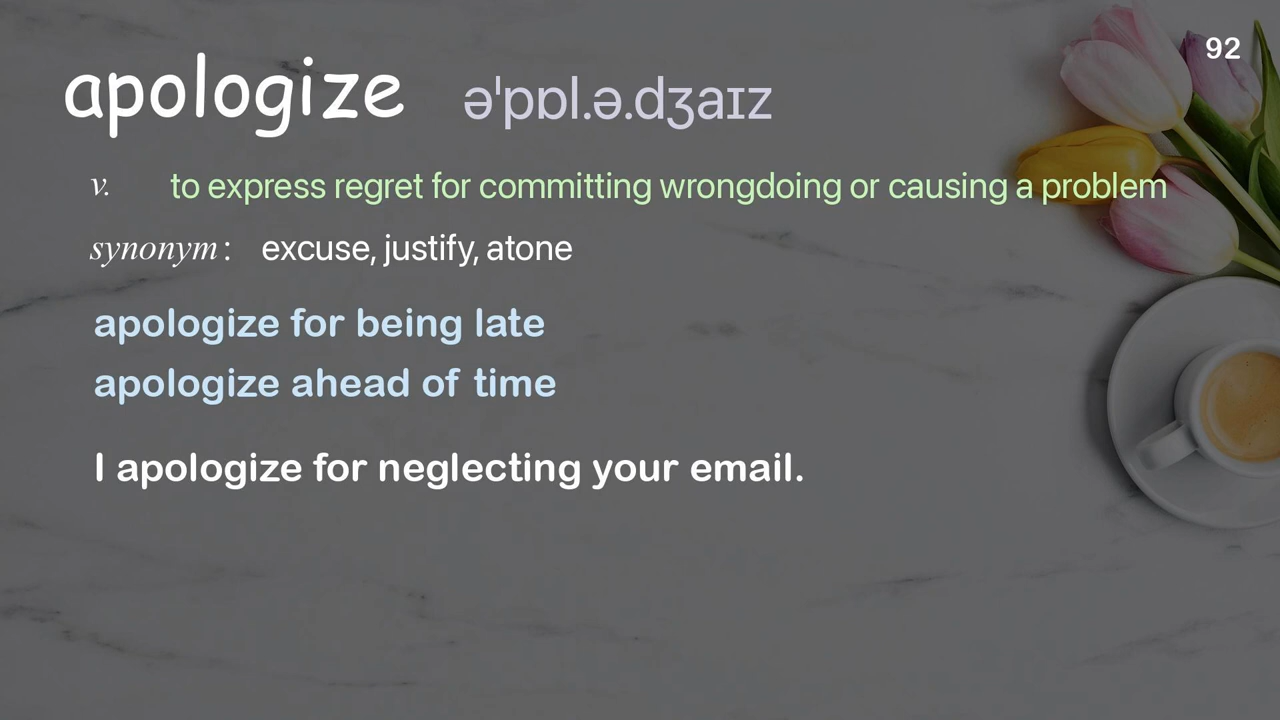 92
apologize əˈpɒl.ə.dʒaɪz
v. to express regret for committing wrongdoing or causing a problem
synonym: excuse, justify, atone
apologize for being late
apologize ahead of time
I apologize for neglecting your email.